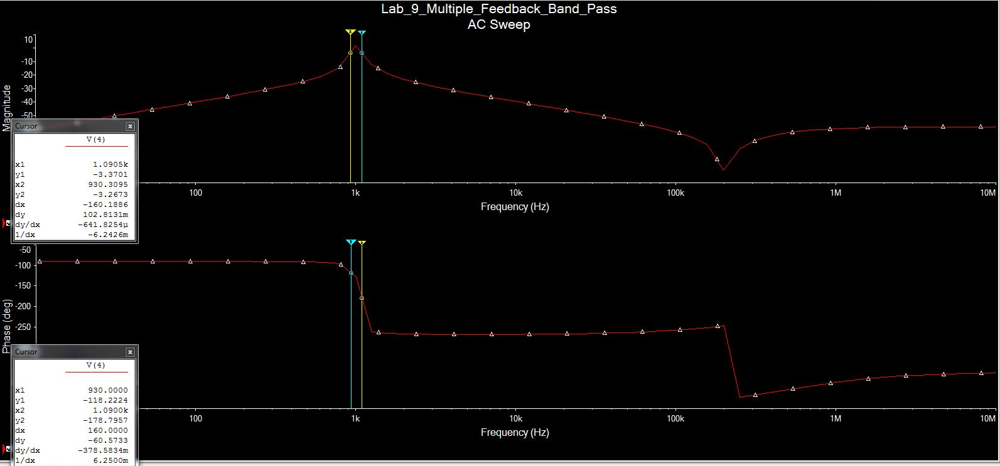 Lab_9_Multiple_Feedback_Band_Pass
AC Sweep
2 1
10
-10
-20
-30
-40
-50
Magnitude
Cursor x
V(4)
x1 1.0905k
y1 -3.3701
x2 930.3095
y2 -3.2673
dx -160.1886
dy 102.8131m
dy/dx -641.8254µ
1/dx -6.2426m
100 1k 10k 100k 1M 10M
Frequency (Hz)
1 2
-50
-100
-150
-200
-250
Phase (deg)
Cursor x
V(4)
x1 930.0000
y1 -118.2224
x2 1.0900k
y2 -178.7957
dx 160.0000
dy -60.5733
dy/dx -378.5834m
1/dx 6.2500m
100 1k 10k 100k 1M 10M
Frequency (Hz)